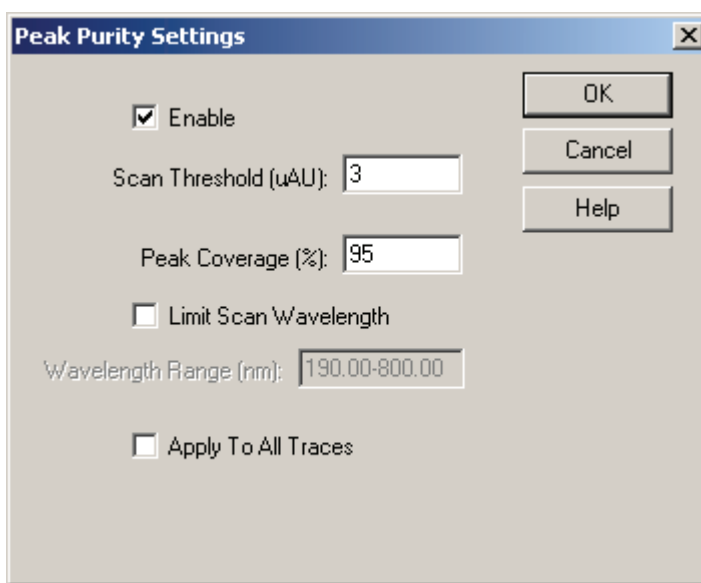 Peak Purity Settings
Enable
OK
Cancel
Scan Threshold (uAU): 3
Help
Peak Coverage (%): 95
Limit Scan Wavelength
Wavelength Range (nm): 190.00-800.00
Apply To All Traces